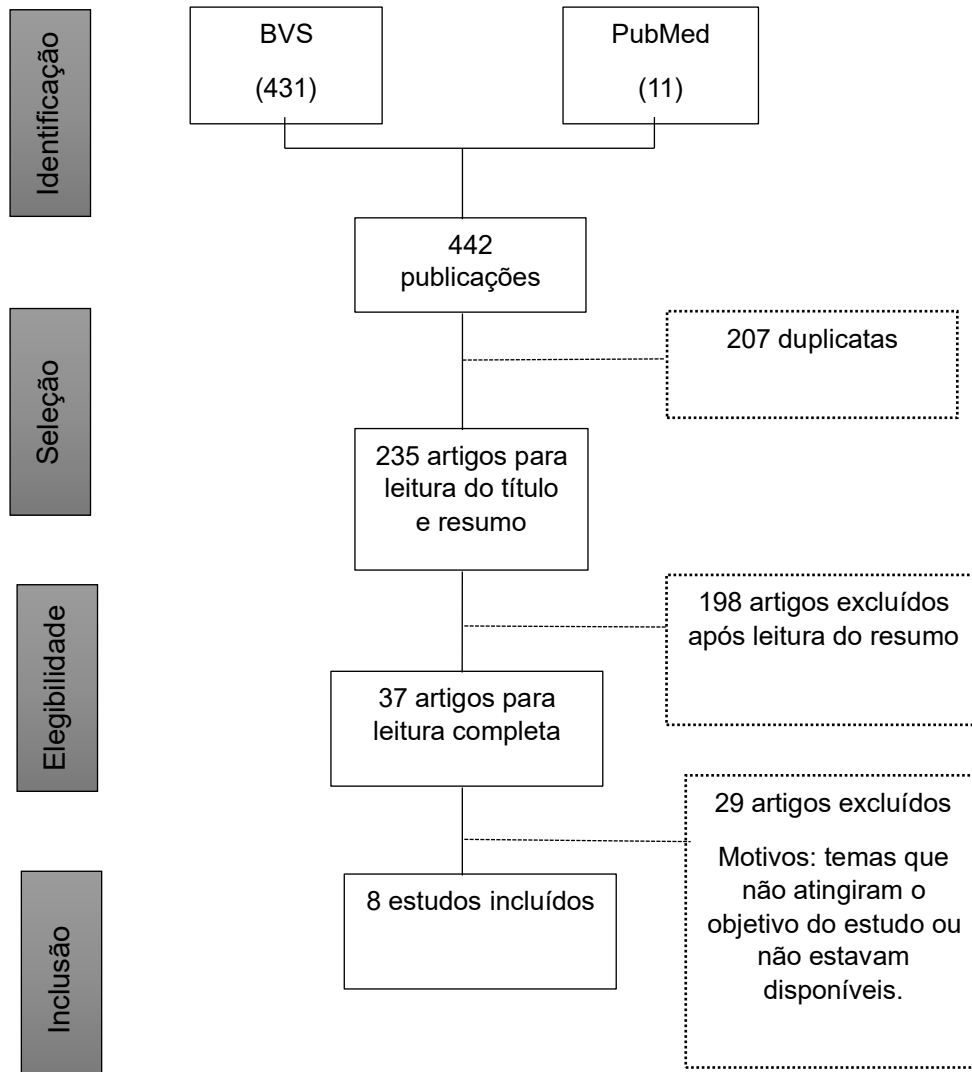 Identificação
BVS
(431)
PubMed
(11)
442
publicações
Seleção
207 duplicatas
235 artigos para
leitura do título
e resumo
Elegibilidade
198 artigos excluídos
após leitura do resumo
37 artigos para
leitura completa
29 artigos excluídos
Motivos: temas que
não atingiram o
objetivo do estudo ou
não estavam
disponíveis.
Inclusão
8 estudos incluídos